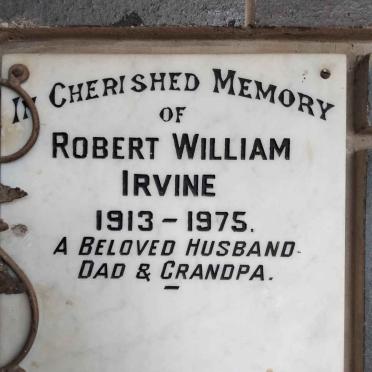 IN CHERISHED MEMORY
OF
ROBERT WILLIAM
IRVINE
1913 - 1975.
A BELOVED HUSBAND-
DAD & GRANDPA.